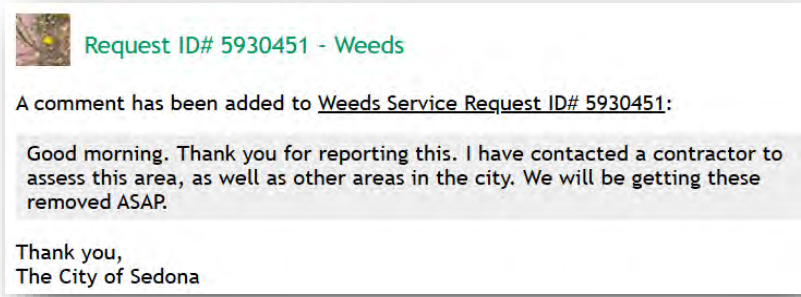 Request ID# 5930451 - Weeds
A comment has been added to Weeds Service Request ID# 5930451:
Good morning. Thank you for reporting this. I have contacted a contractor to
assess this area, as well as other areas in the city. We will be getting these
removed ASAP.
Thank you,
The City of Sedona